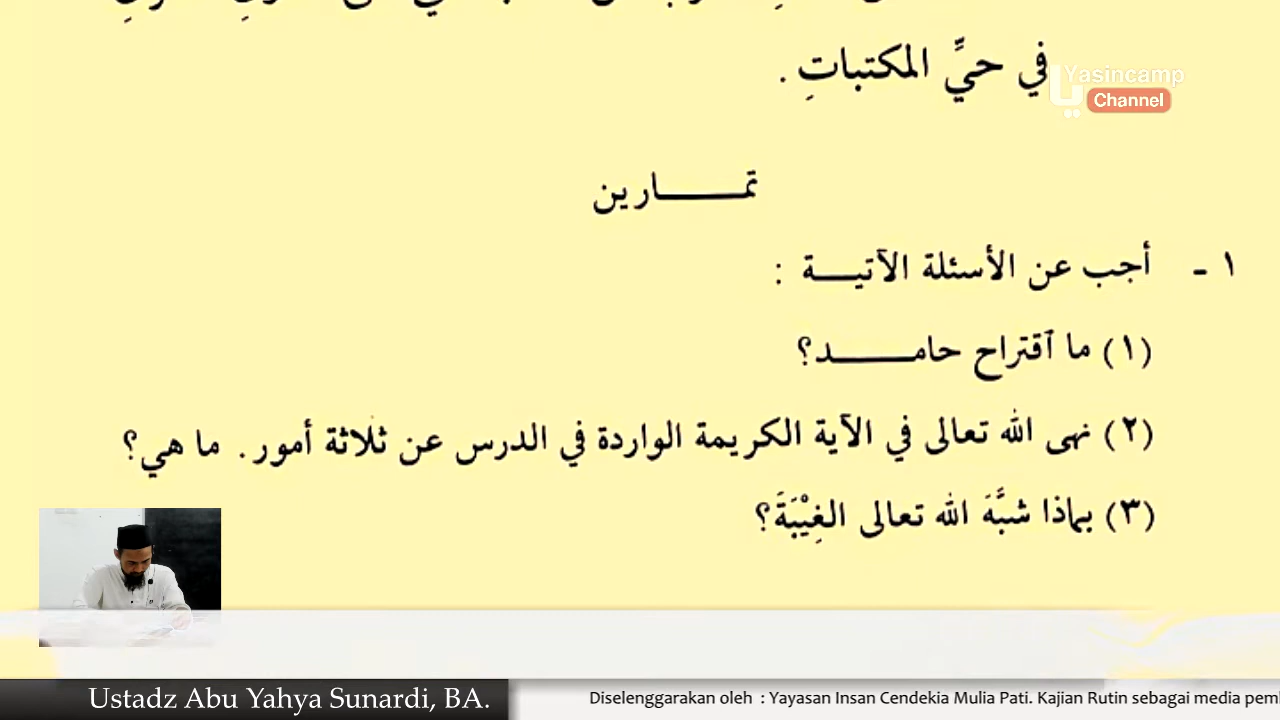 في حيِّ المكتباتِ .
Yasincamp
Channel
تمـــــارين
١ - أجب عن الأسئلة الآتيـــة :
(١) ما ٱقتراح حامـــــد؟
(٢) نهى الله تعالى في الآية الكريمة الواردة في الدرس عن ثلاثة أمور. ما هي؟
(٣) بماذا شبَّهَ الله تعالى الغِيْبَةَ؟
Ustadz Abu Yahya Sunardi, BA.
Diselenggarakan oleh : Yayasan Insan Cendekia Mulia Pati. Kajian Rutin sebagai media pem